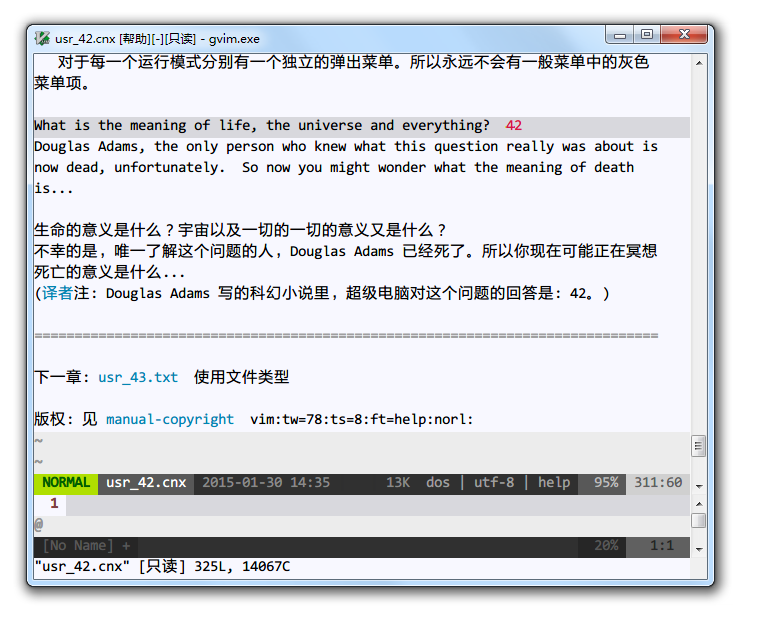 usr_42.cnx [帮助][-][只读] - gvim.exe
对于每一个运行模式分别有一个独立的弹出菜单。所以永远不会有一般菜单中的灰色
菜单项。
What is the meaning of life, the universe and everything?  42
Douglas Adams, the only person who knew what this question really was about is
now dead, unfortunately.  So now you might wonder what the meaning of death
is...
生命的意义是什么？宇宙以及一切的一切的意义又是什么？
不幸的是，唯一了解这个问题的人，Douglas Adams 已经死了。所以你现在可能正在冥想
死亡的意义是什么...
(译者注: Douglas Adams 写的科幻小说里，超级电脑对这个问题的回答是: 42。)
==============================================================================
下一章: usr_43.txt  使用文件类型
版权: 见 manual-copyright  vim:tw=78:ts=8:ft=help:norl:
~
~
NORMAL usr_42.cnx 2015-01-30 14:35 13K dos | utf-8 | help 95% 311:60
1
@
[No Name] + 20% 1:1
"usr_42.cnx" [只读] 325L, 14067C